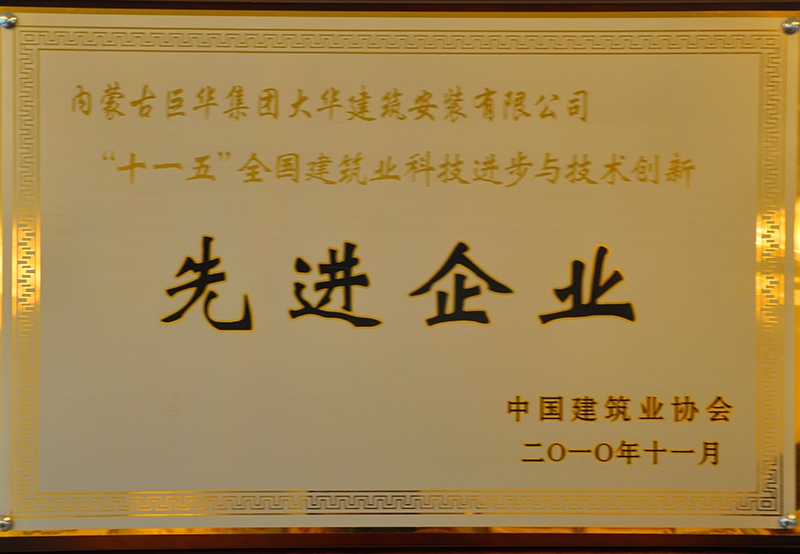 内蒙古巨华集团大华建筑安装有限公司
“十一五”全国建筑业科技进步与技术创新
先进企业
中国建筑业协会
二〇一〇年十一月